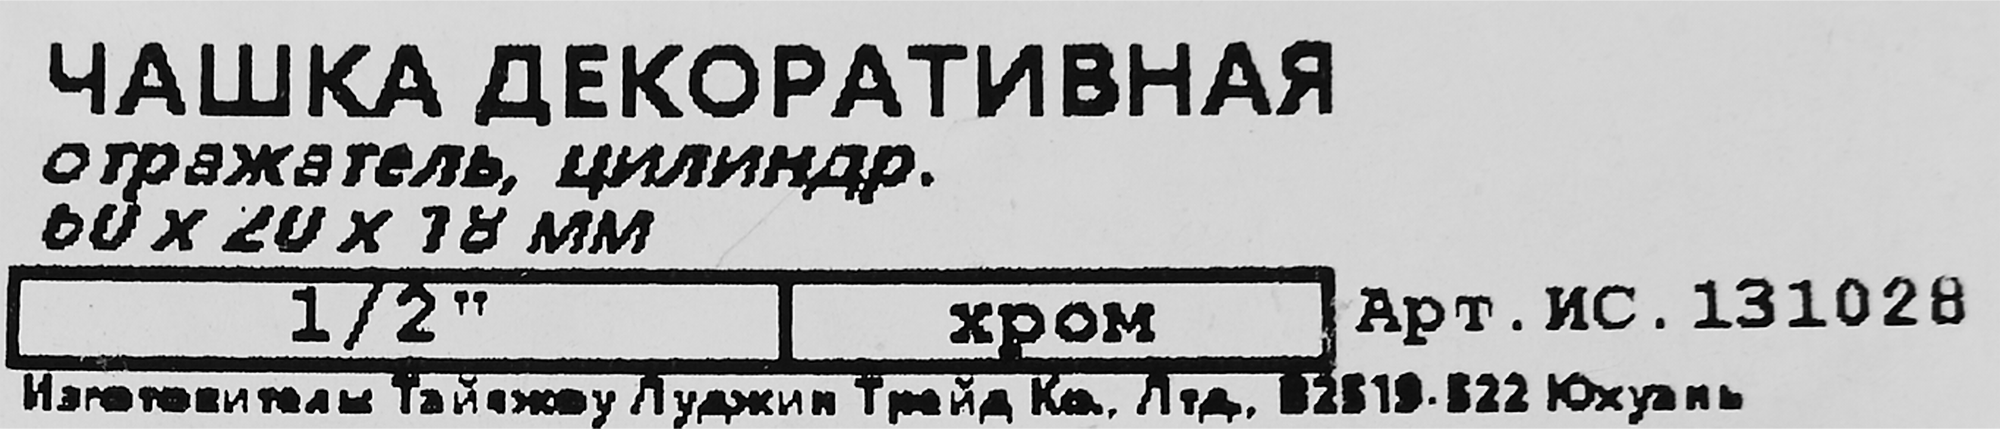 ЧАШКА ДЕКОРАТИВНАЯ
отражатель, цилиндр.
60 х 20 х 18 мм
1/2" хром Арт.ИС.131028
Изготовитель: Тайчжоу Луджин Трейд Ко., Лтд. Юхуань